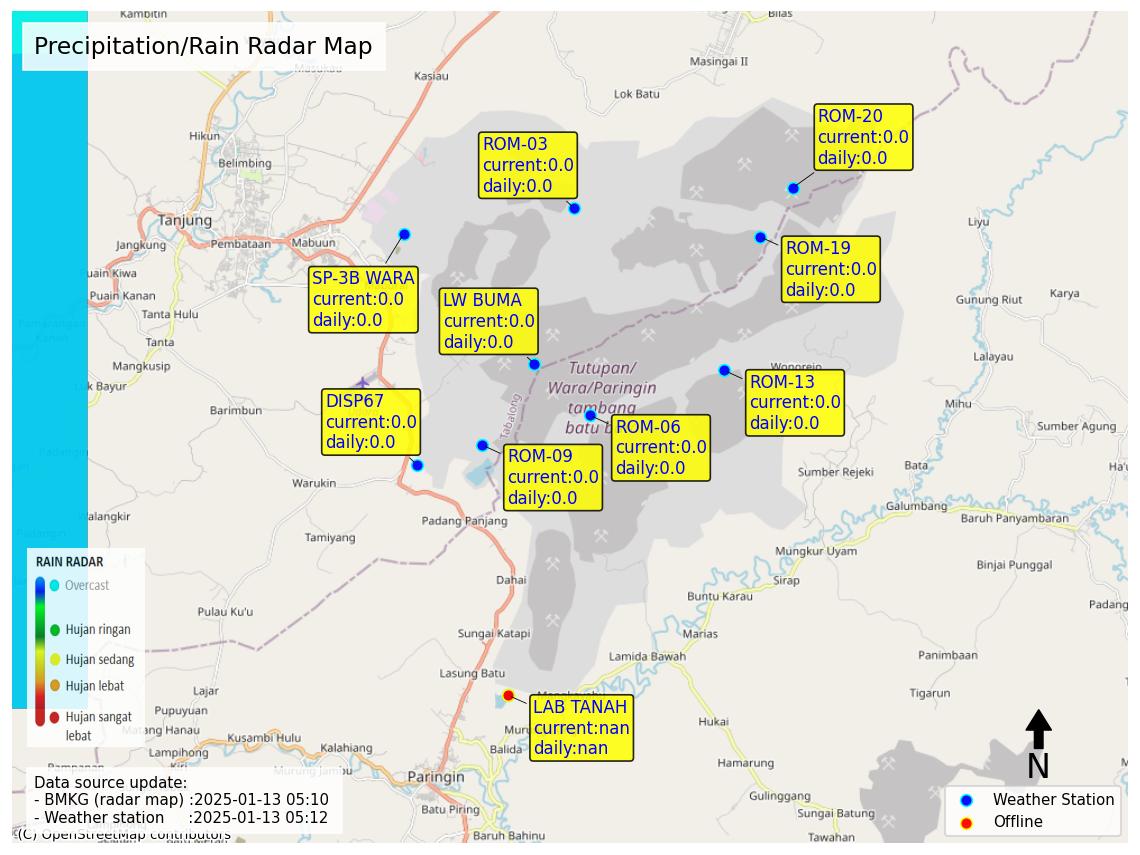 Kambitin
Bilas
Precipitation/Rain Radar Map
Masukau
Kasiau
Masingai II
Lok Batu
Hikun
Belimbing
ROM-03
current:0.0
daily:0.0
ROM-20
current:0.0
daily:0.0
Tanjung
Jangkung
Pembataan
Mabuun
Liyu
Puain Kiwa
Puain Kanan
Tanta Hulu
SP-3B WARA
current:0.0
daily:0.0
LW BUMA
current:0.0
daily:0.0
ROM-19
current:0.0
daily:0.0
Gunung Riut
Karya
Tanta
Mangkusip
Lalayau
Wonorejo
Tutupan/
Wara/Paringin
tambang
batu b
Tabalong
ROM-13
current:0.0
daily:0.0
Barimbun
Mihu
DISP67
current:0.0
daily:0.0
ROM-06
current:0.0
daily:0.0
Sumber Agung
ROM-09
current:0.0
daily:0.0
Padangin
Sumber Rejeki
Bata
Warukin
Galumbang
Walangkir
Padang Panjang
Baruh Panyambaran
Tamiyang
Mungkur Uyam
Binjai Punggal
Dahai
Sirap
Buntu Karau
Padang
RAIN RADAR
Overcast
Hujan ringan
Hujan sedang
Hujan lebat
Hujan sangat
lebat
Pulau Ku'u
Sungai Katapi
Marias
Lamida Bawah
Panimbaan
Lasung Batu
Lajar
Tigarun
Pupuyuan
LAB TANAH
current:nan
daily:nan
Matang Hanau
Kusambi Hulu
Hukai
Lampihong
Kalahiang
Balida
Hamarung
Murung Jambu
Paringin
N
Data source update:
- BMKG (radar map) :2025-01-13 05:10
- Weather station :2025-01-13 05:12
Batu Piring
Gulinggang
Sungai Batung
Weather Station
Offline
(C) OpenStreetMap contributors
Baruh Bahinu
Tawahan